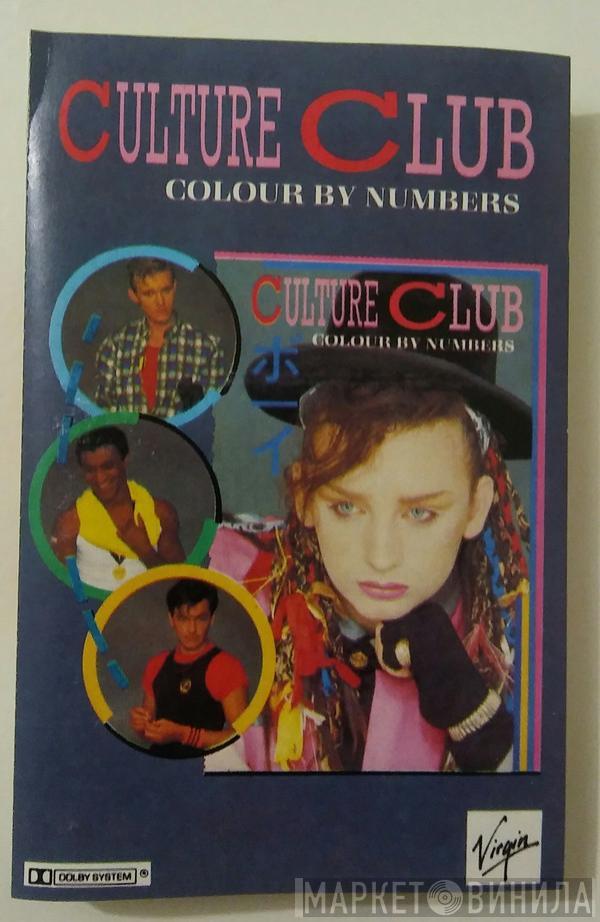 CULTURE CLUB
COLOUR BY NUMBERS
CULTURE CLUB
COLOUR BY NUMBERS
ボーイ
Virgin
DOLBY SYSTEM ®
МАРКЕТ ВИНИЛА